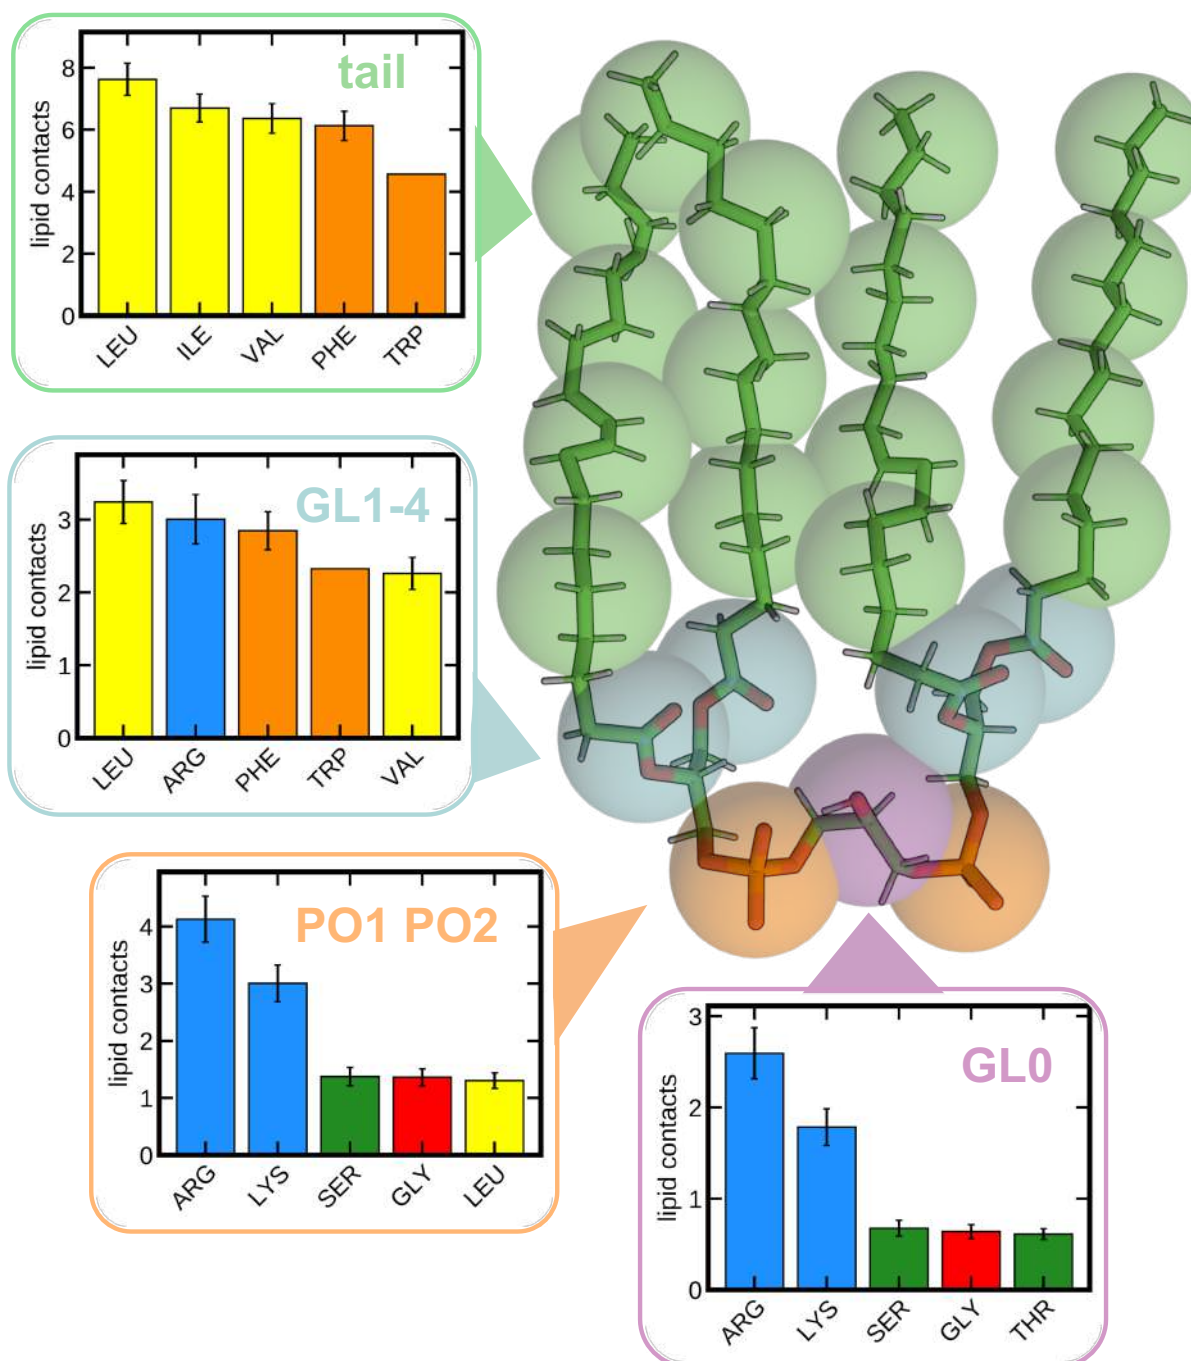 tail
lipid contacts
8
6
4
2
0
LEU ILE VAL PHE TRP
GL1-4
lipid contacts
3
2
1
0
LEU ARG PHE TRP VAL
PO1 PO2
lipid contacts
4
3
2
1
0
ARG LYS SER GLY LEU
GL0
lipid contacts
3
2
1
0
ARG LYS SER GLY THR